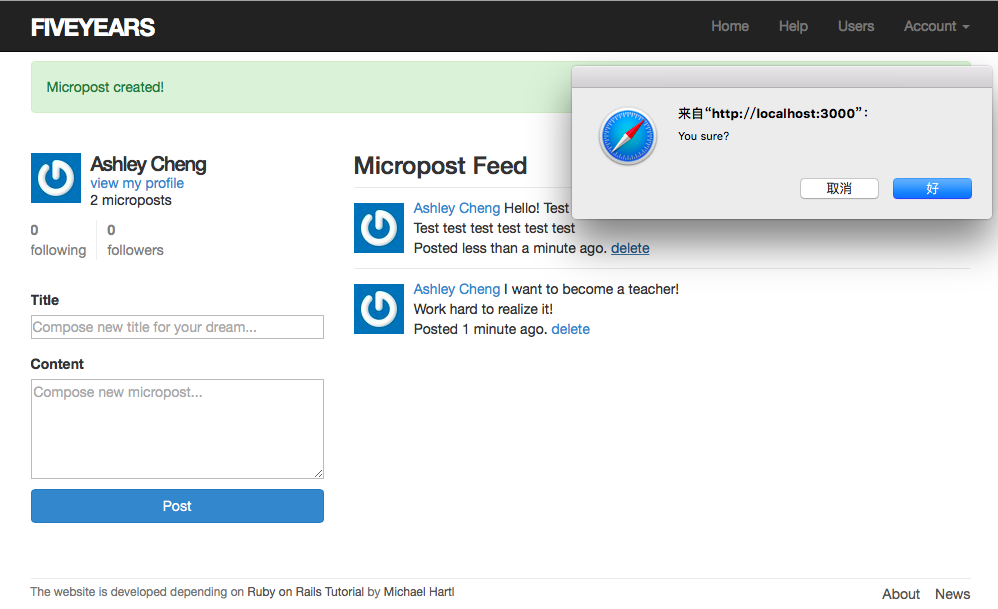 FIVEYEARS
Home Help Users Account
Micropost created!
来自“http://localhost:3000”：
You sure?
取消 好
Ashley Cheng
view my profile
2 microposts
0 0
following followers
Title
Compose new title for your dream...
Content
Compose new micropost...
Post
Micropost Feed
Ashley Cheng Hello! Test
Test test test test test test
Posted less than a minute ago. delete
Ashley Cheng I want to become a teacher!
Work hard to realize it!
Posted 1 minute ago. delete
The website is developed depending on Ruby on Rails Tutorial by Michael Hartl
About News